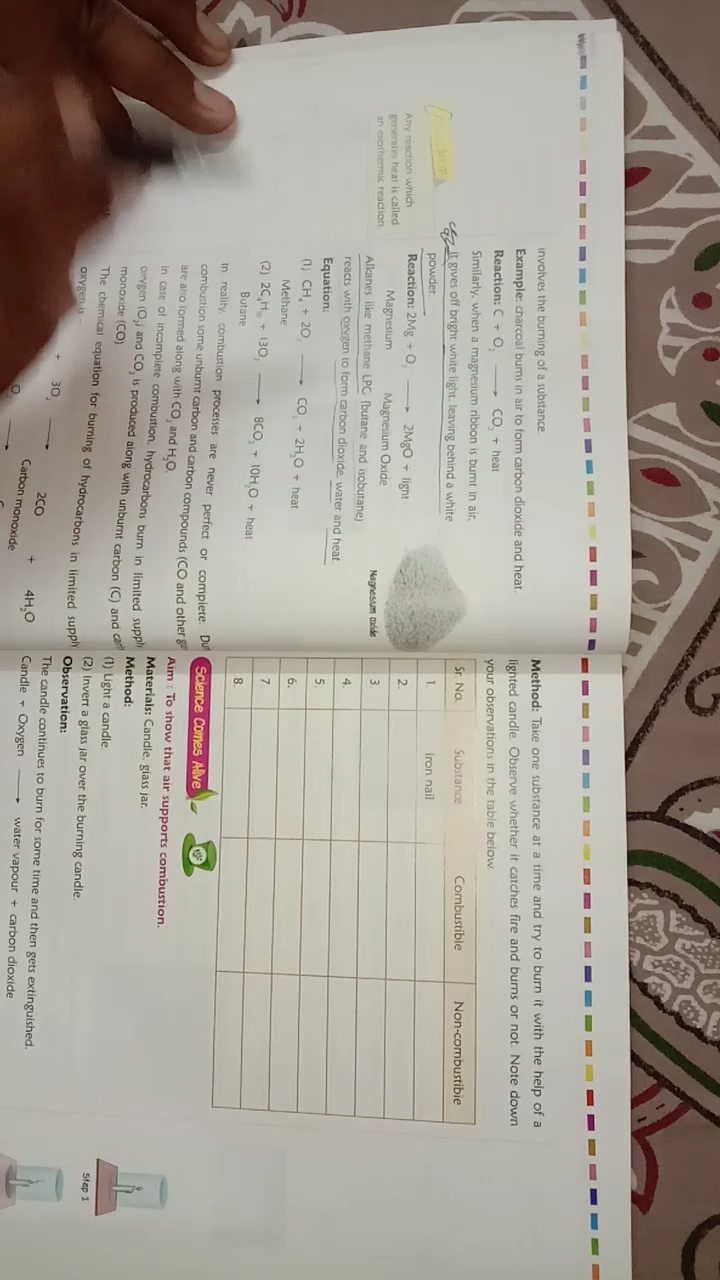 involves the burning of a substance.
Example: charcoal burns in air to form carbon dioxide and heat.
Reaction: C + O₂ ⟶ CO₂ + heat
Similarly, when a magnesium ribbon is burnt in air,
it gives off bright white light, leaving behind a white
powder.
Reaction: 2Mg + O₂ ⟶ 2MgO + light
Magnesium Magnesium Oxide
Magnesium oxide
Any reaction which
generates heat is called
an exothermic reaction.
Alkanes like methane LPG (butane and isobutane)
reacts with oxygen to form carbon dioxide, water and heat.
Equation:
(1) CH₄ + 2O₂ ⟶ CO₂ + 2H₂O + heat
Methane
(2) 2C₄H₁₀ + 13O₂ ⟶ 8CO₂ + 10H₂O + heat
Butane
In reality, combustion processes are never perfect or complete.
combustion some unburnt carbon and carbon compounds (CO and other
are also formed along with CO₂ and H₂O.
In case of incomplete combustion, hydrocarbons burn in limited
oxygen (O₂) and CO₂ is produced along with unburnt carbon (C) and
monoxide (CO)
The chemical equation for burning of hydrocarbons in limited
oxygen is
+ 3O₂ ⟶ 2CO + 4H₂O
Carbon monoxide
Method: Take one substance at a time and try to burn it with the help of a
lighted candle. Observe whether it catches fire and burns or not. Note down
your observations in the table below.
Sr. No. Substance Combustible Non-combustible
1. Iron nail
2.
3.
4.
5.
6.
7.
8.
Science Comes Alive
Aim : To show that air supports combustion.
Materials: Candle, glass jar.
Method:
(1) Light a candle.
(2) Invert a glass jar over the burning candle.
Step 1
Observation:
The candle continues to burn for some time and then gets extinguished.
Candle + Oxygen ⟶ water vapour + carbon dioxide